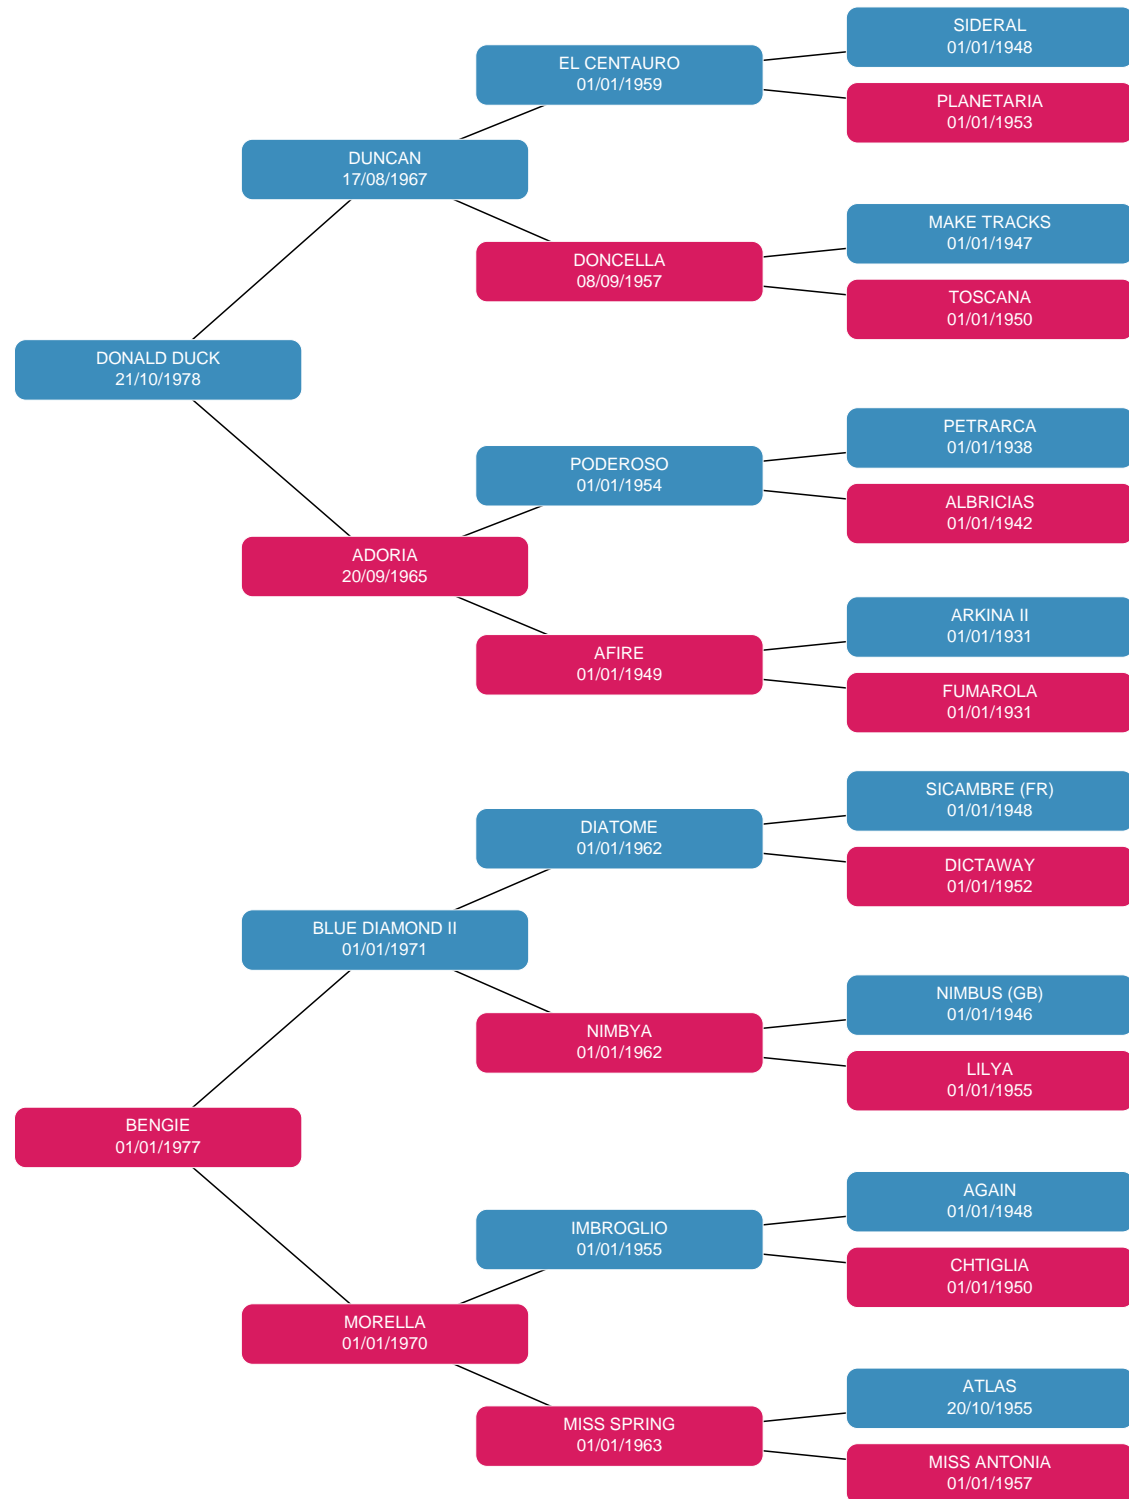 SIDERAL
01/01/1948
EL CENTAURO
01/01/1959
PLANETARIA
01/01/1953
DUNCAN
17/08/1967
MAKE TRACKS
01/01/1947
DONCELLA
08/09/1957
TOSCANA
01/01/1950
DONALD DUCK
21/10/1978
PETRARCA
01/01/1938
PODEROSO
01/01/1954
ALBRICIAS
01/01/1942
ADORIA
20/09/1965
ARKINA II
01/01/1931
AFIRE
01/01/1949
FUMAROLA
01/01/1931
SICAMBRE (FR)
01/01/1948
DIATOME
01/01/1962
DICTAWAY
01/01/1952
BLUE DIAMOND II
01/01/1971
NIMBUS (GB)
01/01/1946
NIMBYA
01/01/1962
LILYA
01/01/1955
BENGIE
01/01/1977
AGAIN
01/01/1948
IMBROGLIO
01/01/1955
CHTIGLIA
01/01/1950
MORELLA
01/01/1970
ATLAS
20/10/1955
MISS SPRING
01/01/1963
MISS ANTONIA
01/01/1957